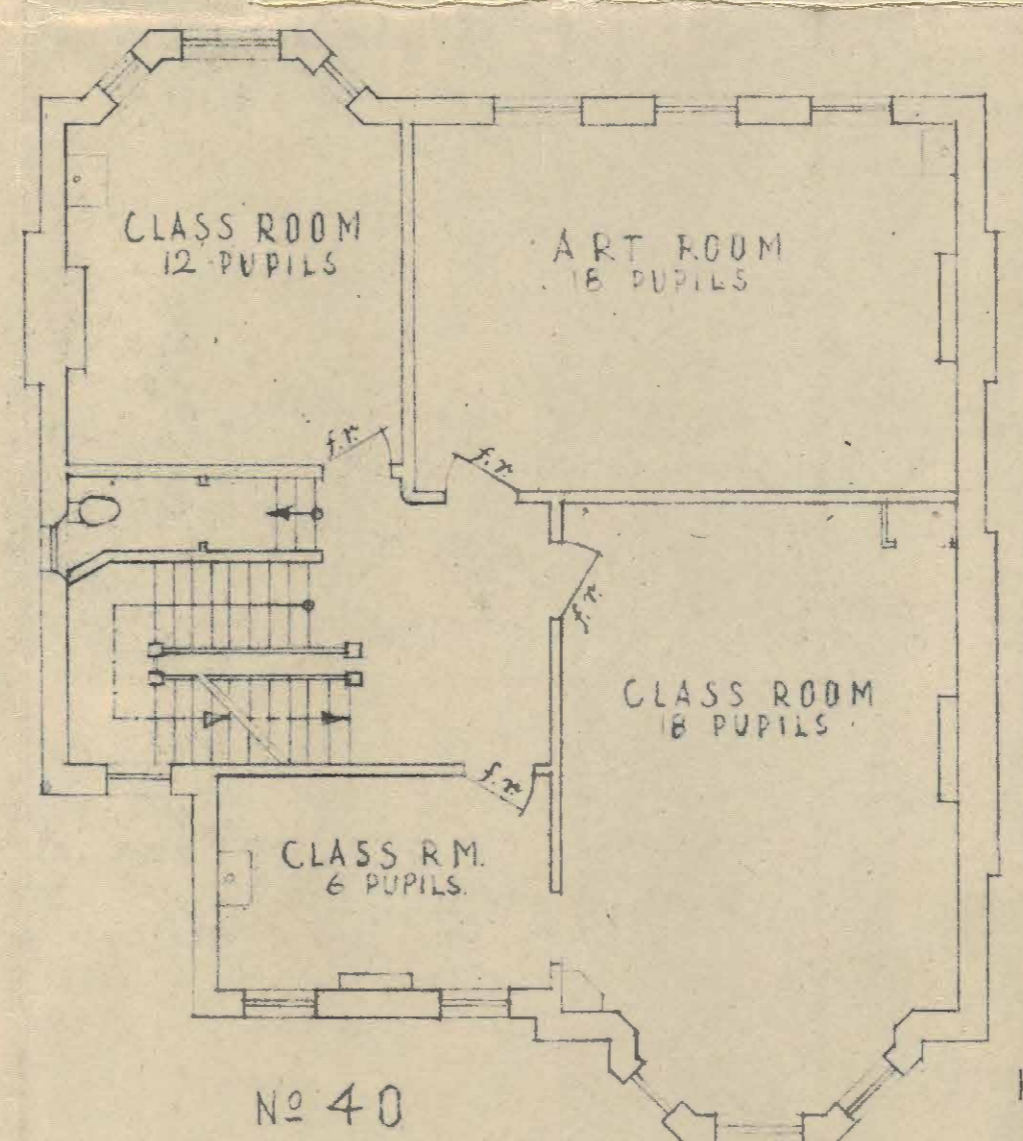 CLASS ROOM
12 PUPILS
ART ROOM
18 PUPILS
f.r.
f.r.
f.r.
CLASS ROOM
18 PUPILS
f.r.
CLASS RM.
6 PUPILS.
Nº 40